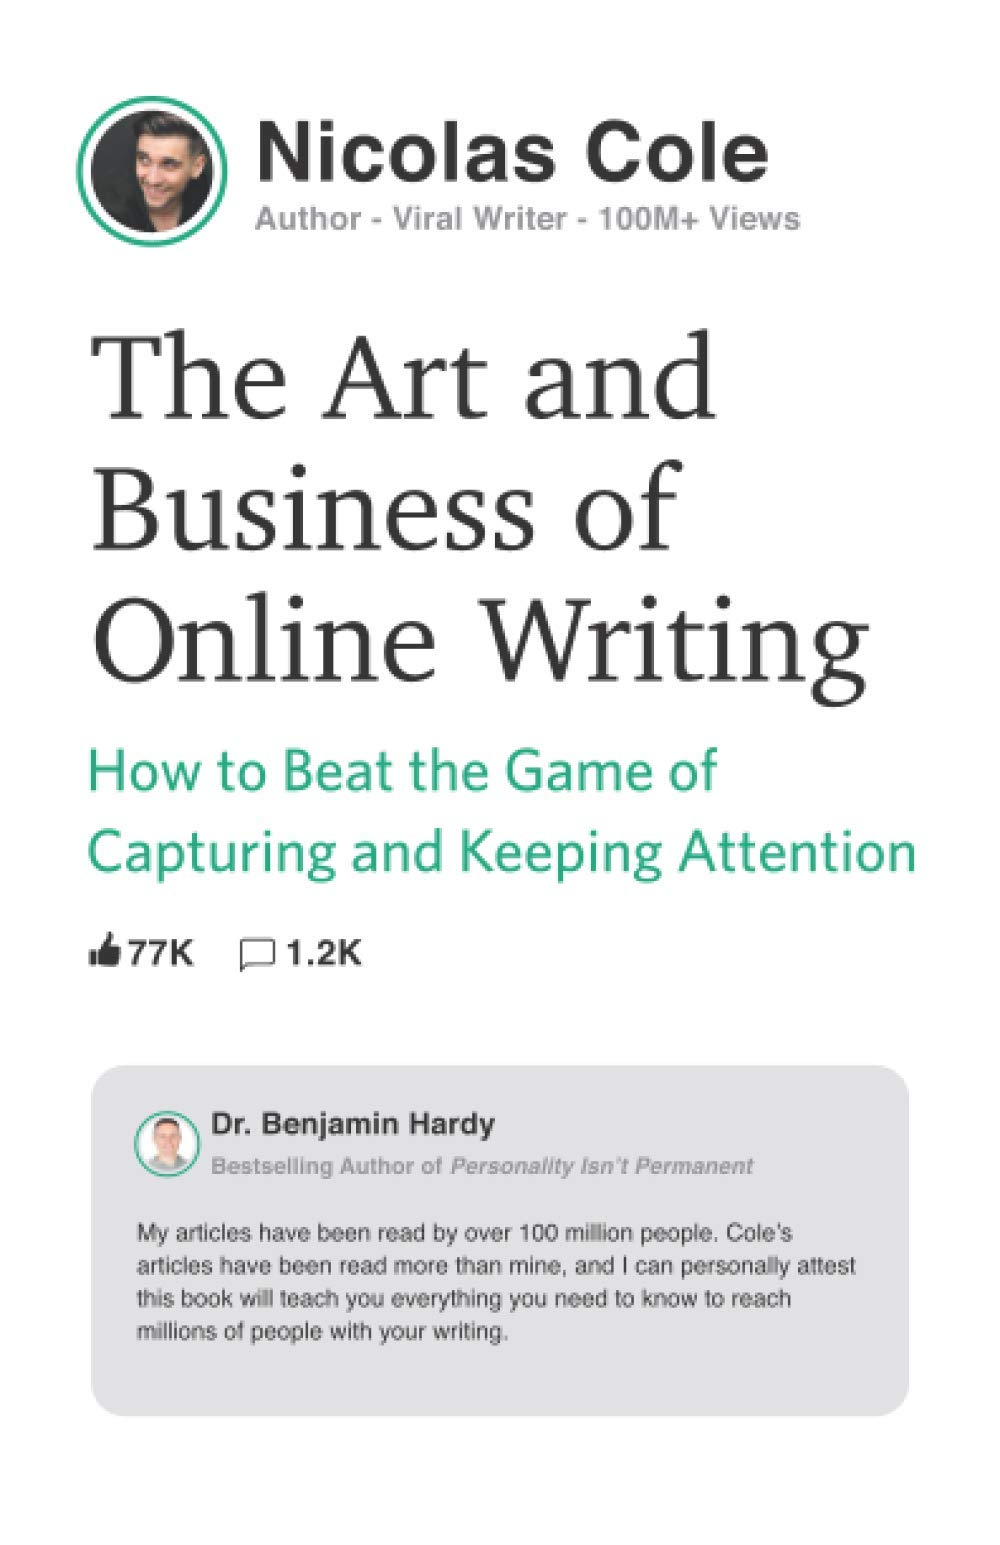 Nicolas Cole
Author - Viral Writer - 100M+ Views
The Art and
Business of
Online Writing
How to Beat the Game of
Capturing and Keeping Attention
77K 1.2K
Dr. Benjamin Hardy
Bestselling Author of Personality Isn't Permanent
My articles have been read by over 100 million people. Cole's
articles have been read more than mine, and I can personally attest
this book will teach you everything you need to know to reach
millions of people with your writing.